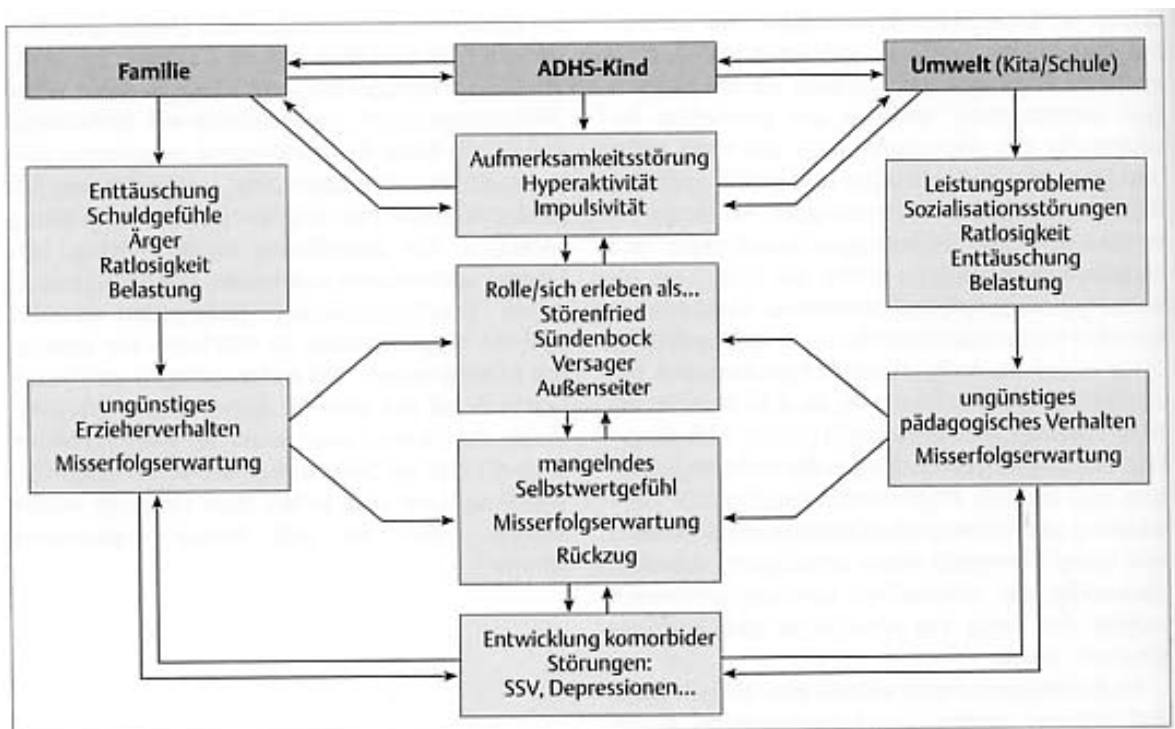 Familie
ADHS-Kind
Umwelt (Kita/Schule)
Aufmerksamkeitsstörung
Hyperaktivität
Impulsivität
Enttäuschung
Schuldgefühle
Ärger
Ratlosigkeit
Belastung
Leistungsprobleme
Sozialisationsstörungen
Ratlosigkeit
Enttäuschung
Belastung
Rolle/sich erleben als...
Störenfried
Sündenbock
Versager
Außenseiter
ungünstiges
Erzieherverhalten
Misserfolgserwartung
ungünstiges
pädagogisches Verhalten
Misserfolgserwartung
mangelndes
Selbstwertgefühl
Misserfolgserwartung
Rückzug
Entwicklung komorbider
Störungen:
SSV, Depressionen...